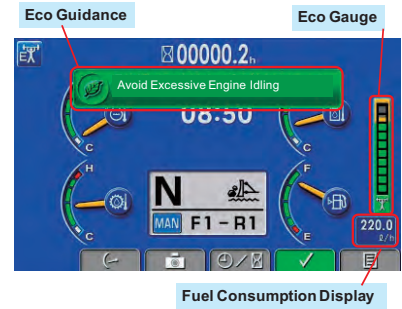 Eco Guidance
Eco Gauge
00000.2h
Avoid Excessive Engine Idling
08:50
C
C
H
F
N
MAN F1-R1
C
E
220.0
ℓ/h
Fuel Consumption Display